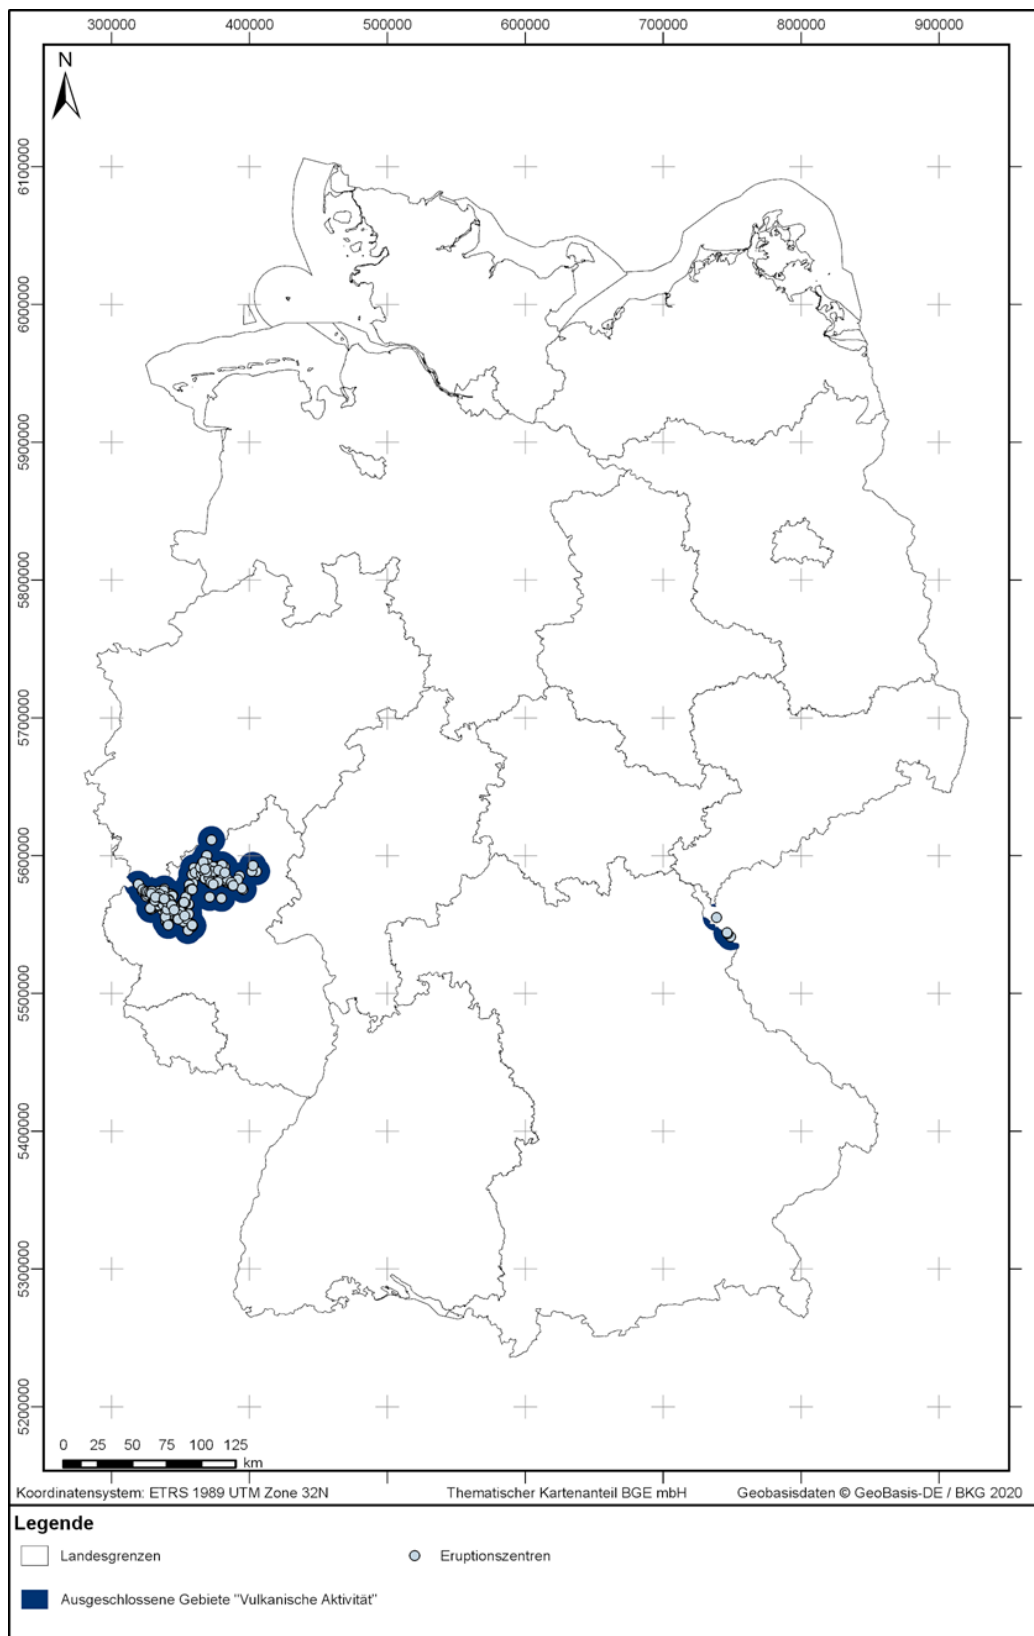 300000 400000 500000 600000 700000 800000 900000
N
6100000
6000000
5900000
5800000
5700000
5600000
5500000
5400000
5300000
5200000
0 25 50 75 100 125
km
Koordinatensystem: ETRS 1989 UTM Zone 32N Thematischer Kartenanteil BGE mbH Geobasisdaten © GeoBasis-DE / BKG 2020
Legende
Landesgrenzen Eruptionszentren
Ausgeschlossene Gebiete "Vulkanische Aktivität"